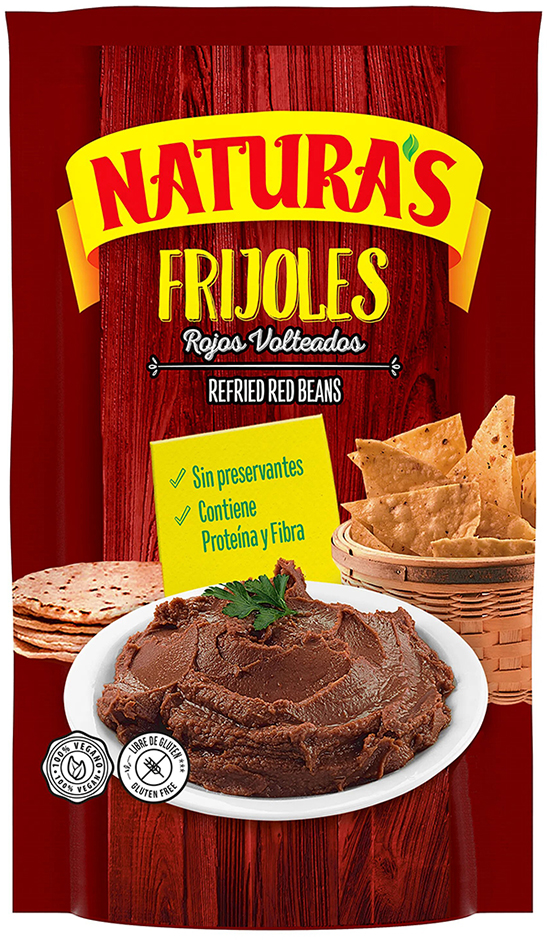 NATURA'S
FRIJOLES
Rojos Volteados
REFRIED RED BEANS
✓ Sin preservantes
✓ Contiene
Proteína y Fibra
100% VEGANO
100% VEGAN
LIBRE DE GLUTEN
GLUTEN FREE